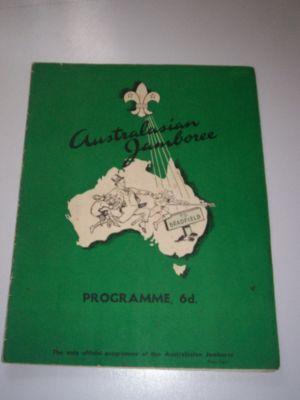 Australasian
Jamboree
BRADFIELD
PROGRAMME, 6d.
The only official programme of the Australasian Jamboree